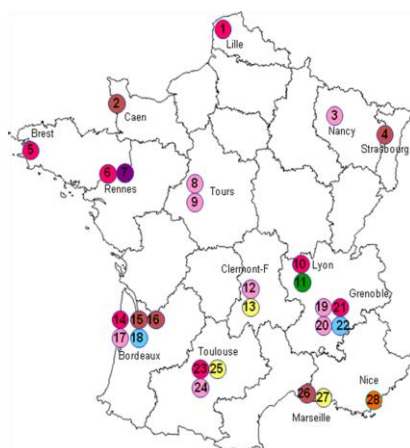 1
Lille
2
Caen
3
Nancy
4
Strasbourg
Brest
5
6 7
Rennes
8
9
Tours
10
Lyon
11
Clermont-F
12
13
Grenoble
19 21
20 22
14 15 16
17 18
Bordeaux
Toulouse
23 25
24
Nice
26 27
28
Marseille